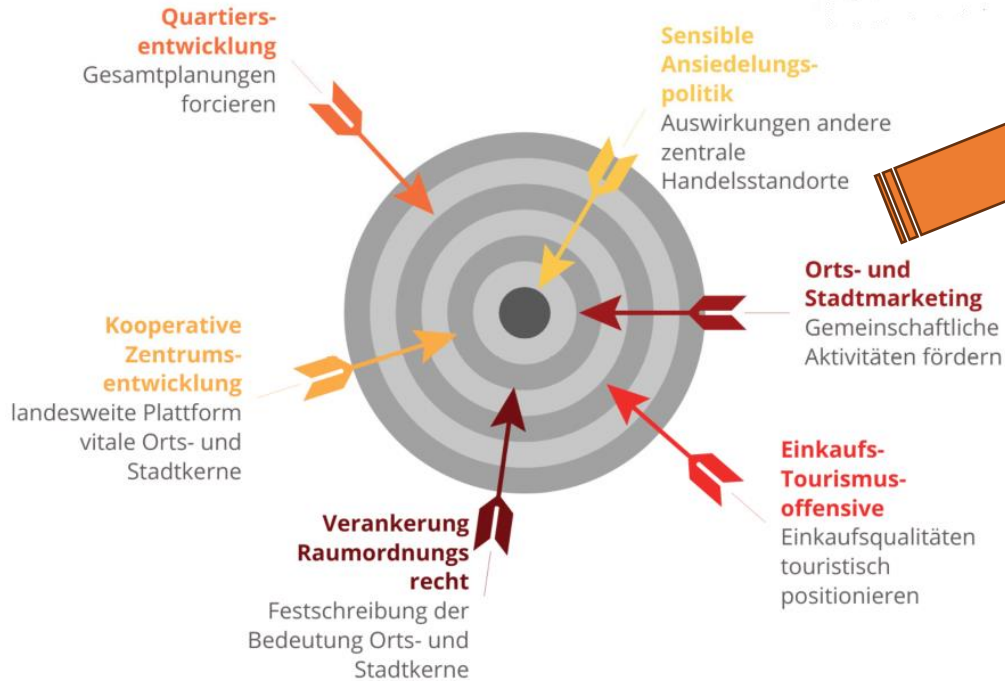 Quartiers-
entwicklung
Gesamtplanungen
forcieren
Sensible
Ansiedelungs-
politik
Auswirkungen andere
zentrale
Handelsstandorte
Orts- und
Stadtmarketing
Gemeinschaftliche
Aktivitäten fördern
Kooperative
Zentrums-
entwicklung
landesweite Plattform
vitale Orts- und
Stadtkerne
Einkaufs-
Tourismus-
offensive
Einkaufsqualitäten
touristisch
positionieren
Verankerung
Raumordnungs
recht
Festschreibung der
Bedeutung Orts- und
Stadtkerne